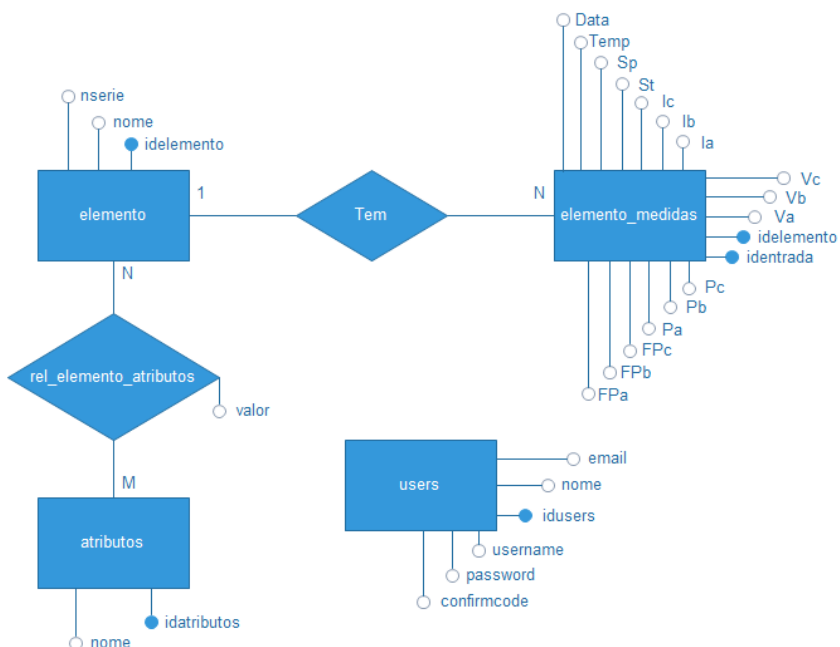 Data
Temp
Sp
St
Ic
Ib
Ia
nserie
nome
idelemento
elemento
1
Tem
N
elemento_medidas
Vc
Vb
Va
idelemento
identrada
Pc
Pb
Pa
FPc
FPb
FPa
N
rel_elemento_atributos
valor
M
atributos
idatributos
nome
users
email
nome
idusers
username
password
confirmcode